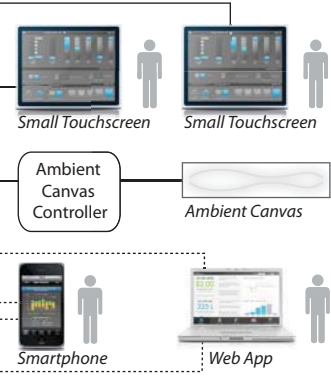 Small Touchscreen
Small Touchscreen
Ambient
Canvas
Controller
Ambient Canvas
Smartphone
Web App